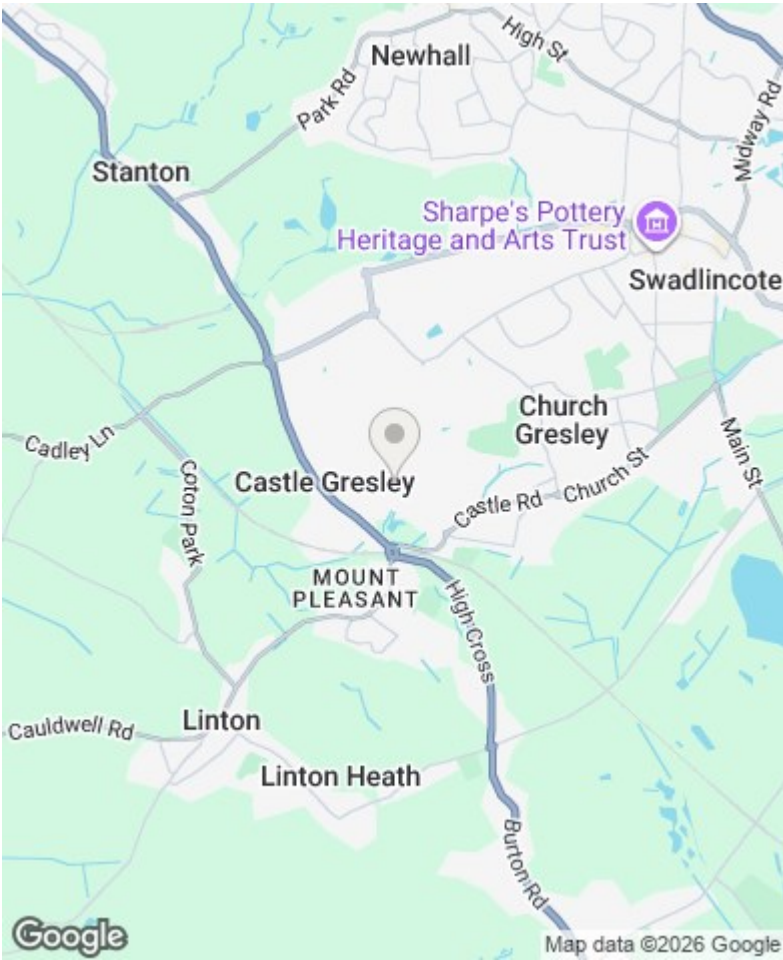 High St
Newhall
Park Rd
Midway Rd
Stanton
Sharpe's Pottery
Heritage and Arts Trust
Swadlincote
Church
Gresley
Main St
Cadley Ln
Coton Park
Castle Gresley
Church St
Castle Rd
MOUNT
PLEASANT
High Cross
Linton
Cauldwell Rd
Linton Heath
Burton Rd
Google
Map data ©2026 Google